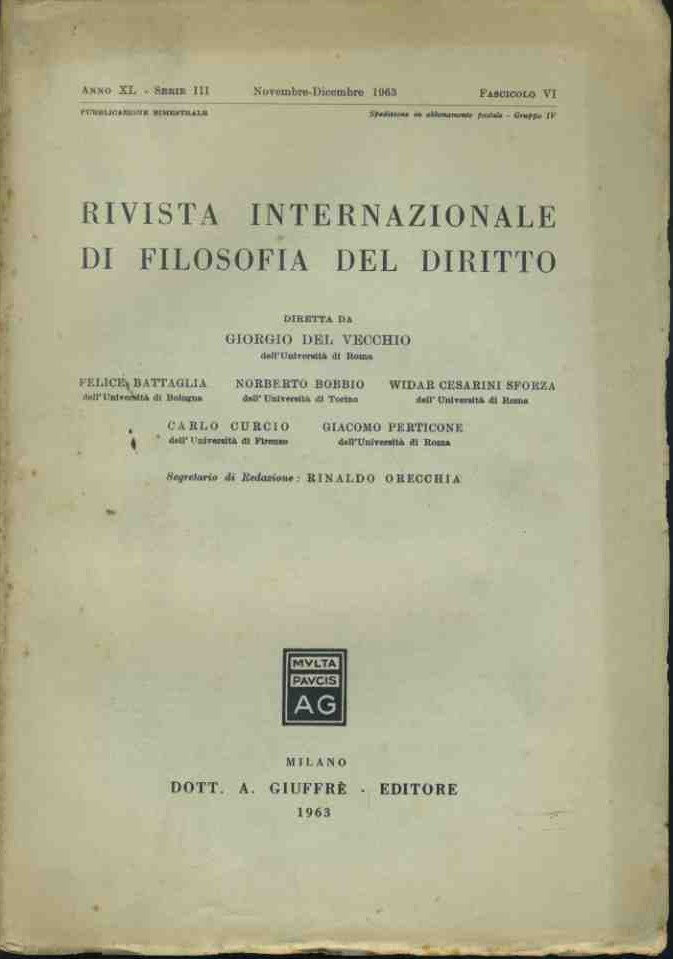 ANNO XL - SERIE III Novembre-Dicembre 1963 FASCICOLO VI
PUBBLICAZIONE BIMESTRALE Spedizione in abbonamento postale - Gruppo IV
RIVISTA INTERNAZIONALE
DI FILOSOFIA DEL DIRITTO
DIRETTA DA
GIORGIO DEL VECCHIO
dell'Università di Roma
FELICE BATTAGLIA NORBERTO BOBBIO WIDAR CESARINI SFORZA
dell'Università di Bologna dell'Università di Torino dell'Università di Roma
CARLO CURCIO GIACOMO PERTICONE
dell'Università di Firenze dell'Università di Roma
Segretario di Redazione: RINALDO ORECCHIA
MVLTA
PAVCIS
AG
MILANO
DOTT. A. GIUFFRÈ - EDITORE
1963